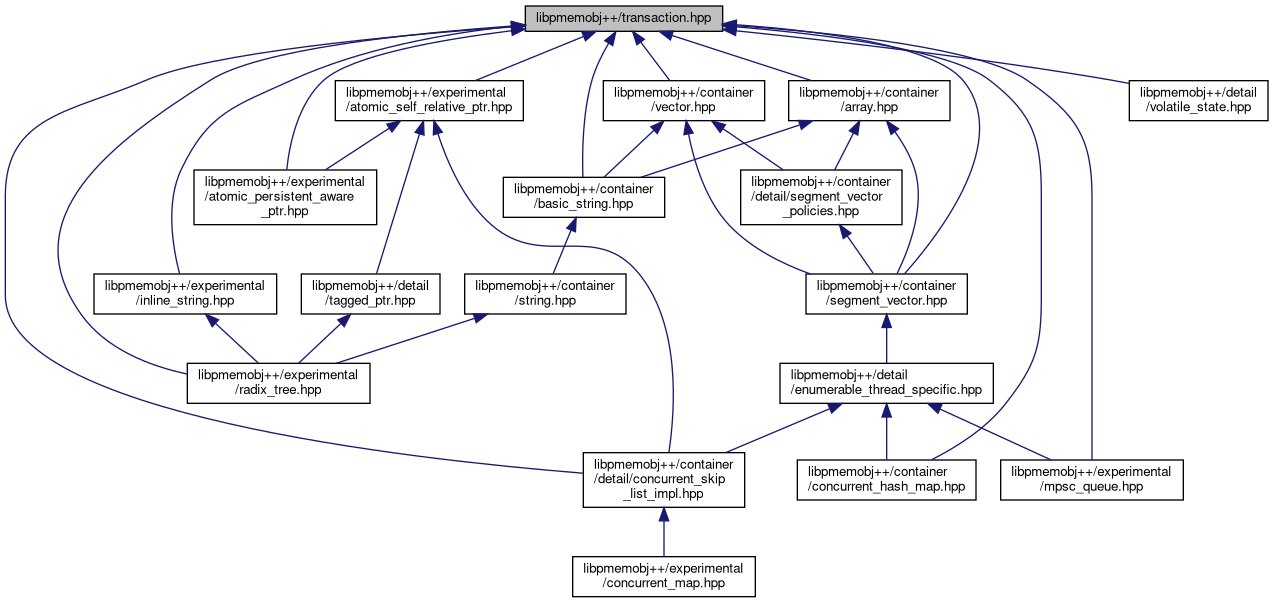 libpmemobj++/transaction.hpp
libpmemobj++/experimental
/atomic_self_relative_ptr.hpp
libpmemobj++/container
/vector.hpp
libpmemobj++/container
/array.hpp
libpmemobj++/detail
/volatile_state.hpp
libpmemobj++/experimental
/atomic_persistent_aware
_ptr.hpp
libpmemobj++/container
/basic_string.hpp
libpmemobj++/container
/detail/segment_vector
_policies.hpp
libpmemobj++/experimental
/inline_string.hpp
libpmemobj++/detail
/tagged_ptr.hpp
libpmemobj++/container
/string.hpp
libpmemobj++/container
/segment_vector.hpp
libpmemobj++/experimental
/radix_tree.hpp
libpmemobj++/detail
/enumerable_thread_specific.hpp
libpmemobj++/container
/detail/concurrent_skip
_list_impl.hpp
libpmemobj++/container
/concurrent_hash_map.hpp
libpmemobj++/experimental
/mpsc_queue.hpp
libpmemobj++/experimental
/concurrent_map.hpp